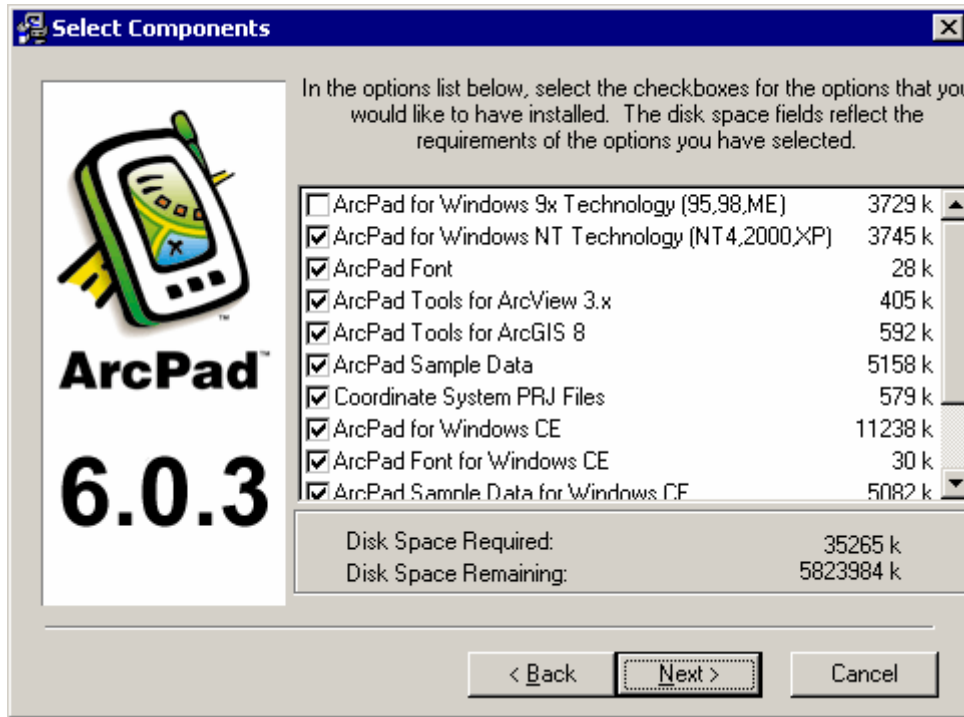 Select Components
In the options list below, select the checkboxes for the options that you
would like to have installed. The disk space fields reflect the
requirements of the options you have selected.
ArcPad for Windows 9x Technology (95,98,ME) 3729 k
ArcPad for Windows NT Technology (NT4,2000,XP) 3745 k
ArcPad Font 28 k
ArcPad Tools for ArcView 3.x 405 k
ArcPad Tools for ArcGIS 8 592 k
ArcPad Sample Data 5158 k
Coordinate System PRJ Files 579 k
ArcPad for Windows CE 11238 k
ArcPad Font for Windows CE 30 k
ArcPad Sample Data for Windows CE 5082 k
™
ArcPad™
6.0.3
Disk Space Required: 35265 k
Disk Space Remaining: 5823984 k
< Back
Next >
Cancel